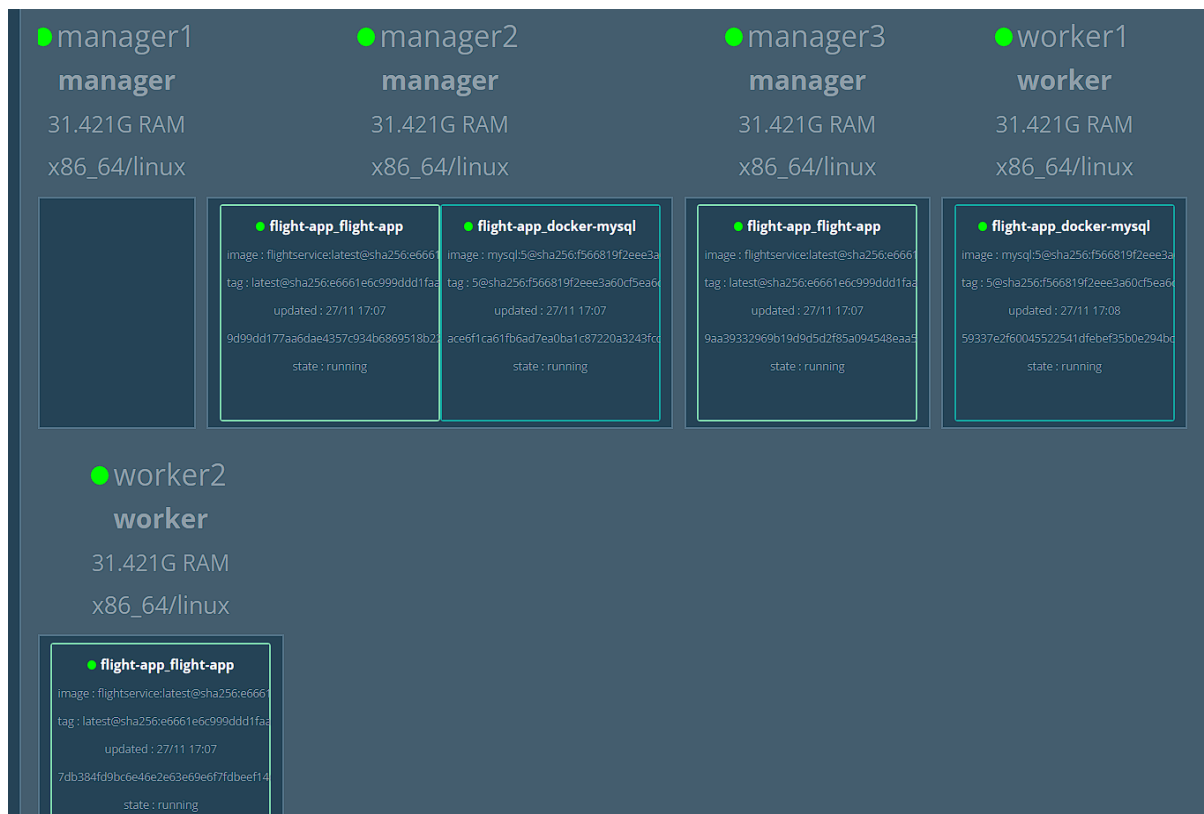 manager1
manager
31.421G RAM
x86_64/linux
manager2
manager
31.421G RAM
x86_64/linux
flight-app_flight-app
image : flightservice:latest@sha256:e6661
tag : latest@sha256:e6661e6c999ddd1faa
updated : 27/11 17:07
9d99dd177aa6dae4357c934b6869518b22
state : running
flight-app_docker-mysql
image : mysql:5@sha256:f566819f2eee3a
tag : 5@sha256:f566819f2eee3a60cf5ea6
updated : 27/11 17:07
ace6f1ca61fb6ad7ea0ba1c87220a3243fcc
state : running
manager3
manager
31.421G RAM
x86_64/linux
flight-app_flight-app
image : flightservice:latest@sha256:e6661
tag : latest@sha256:e6661e6c999ddd1faa
updated : 27/11 17:07
9aa39332969b19d9d5d2f85a094548eaa5
state : running
worker1
worker
31.421G RAM
x86_64/linux
flight-app_docker-mysql
image : mysql:5@sha256:f566819f2eee3a
tag : 5@sha256:f566819f2eee3a60cf5ea6
updated : 27/11 17:08
59337e2f60045522541dfebef35b0e294bc
state : running
worker2
worker
31.421G RAM
x86_64/linux
flight-app_flight-app
image : flightservice:latest@sha256:e6661
tag : latest@sha256:e6661e6c999ddd1faa
updated : 27/11 17:07
7db384fd9bc6e46e2e63e69e6f7fdbeef14
state : running